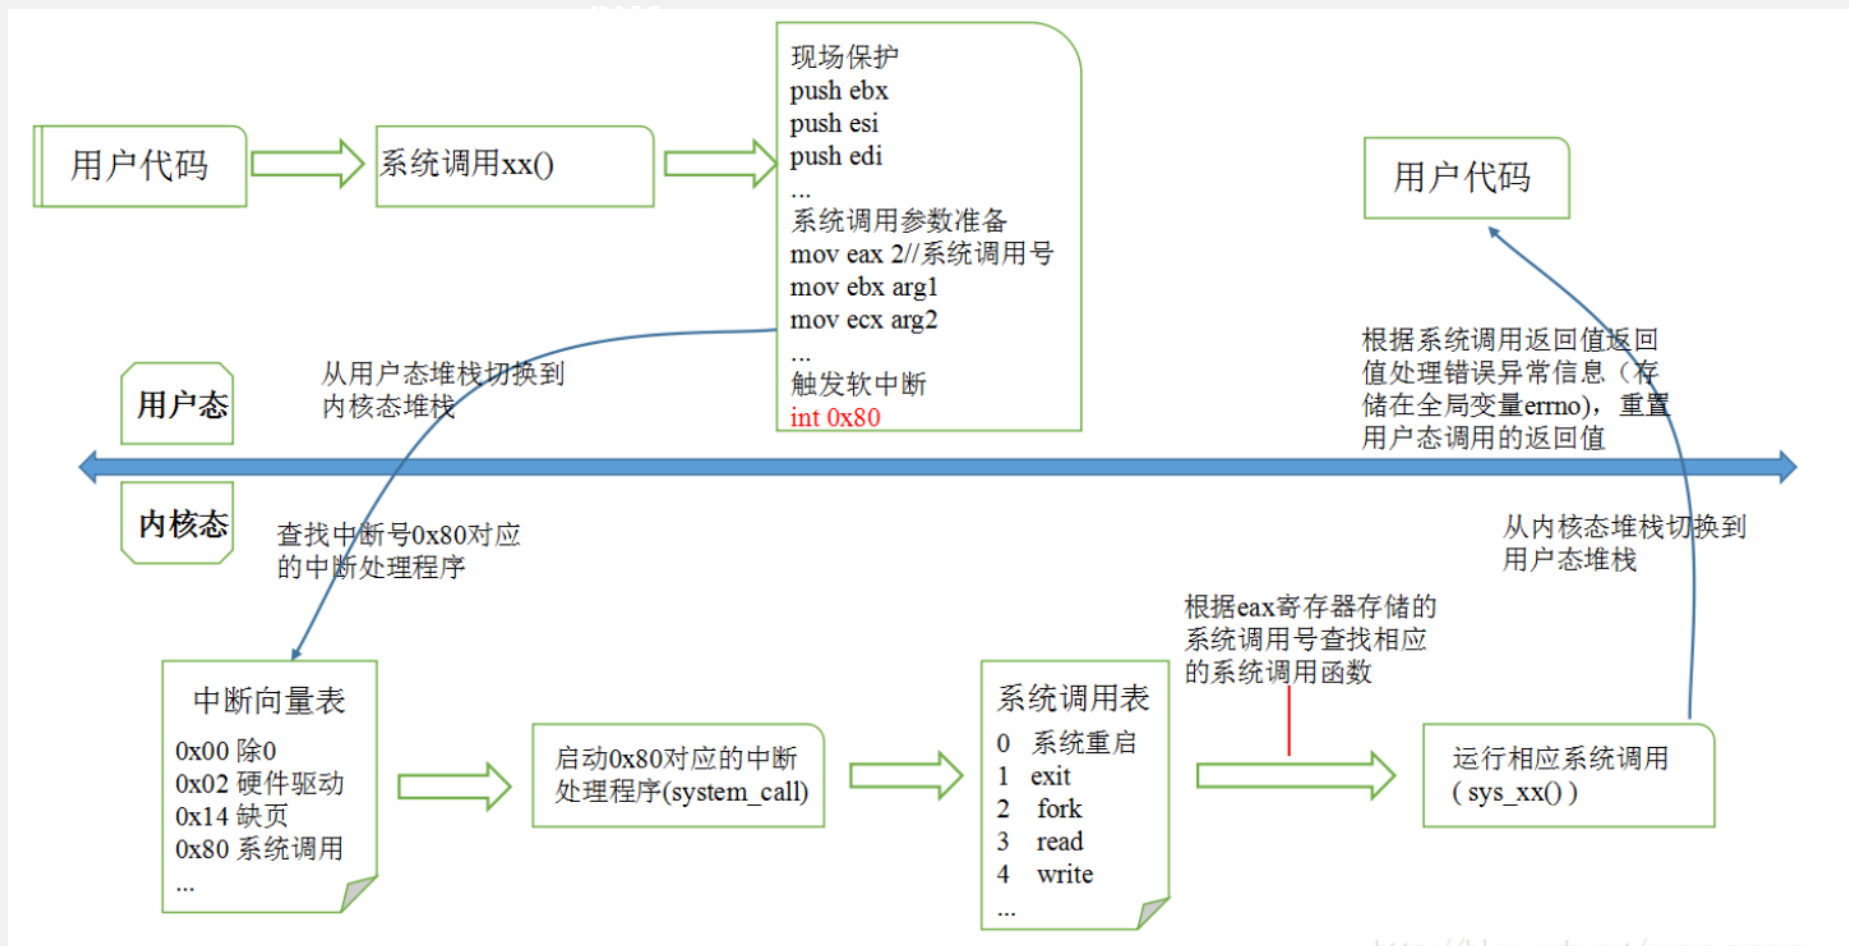 用户代码
系统调用xx()
现场保护
push ebx
push esi
push edi
...
系统调用参数准备
mov eax 2//系统调用号
mov ebx arg1
mov ecx arg2
...
触发软中断
int 0x80
用户代码
从用户态堆栈切换到
内核态堆栈
根据系统调用返回值返回
值处理错误异常信息（存
储在全局变量errno)，重置
用户态调用的返回值
用户态
内核态
查找中断号0x80对应
的中断处理程序
从内核态堆栈切换到
用户态堆栈
中断向量表
0x00 除0
0x02 硬件驱动
0x14 缺页
0x80 系统调用
...
启动0x80对应的中断
处理程序(system_call)
系统调用表
0 系统重启
1 exit
2 fork
3 read
4 write
...
根据eax寄存器存储的
系统调用号查找相应
的系统调用函数
运行相应系统调用
( sys_xx() )